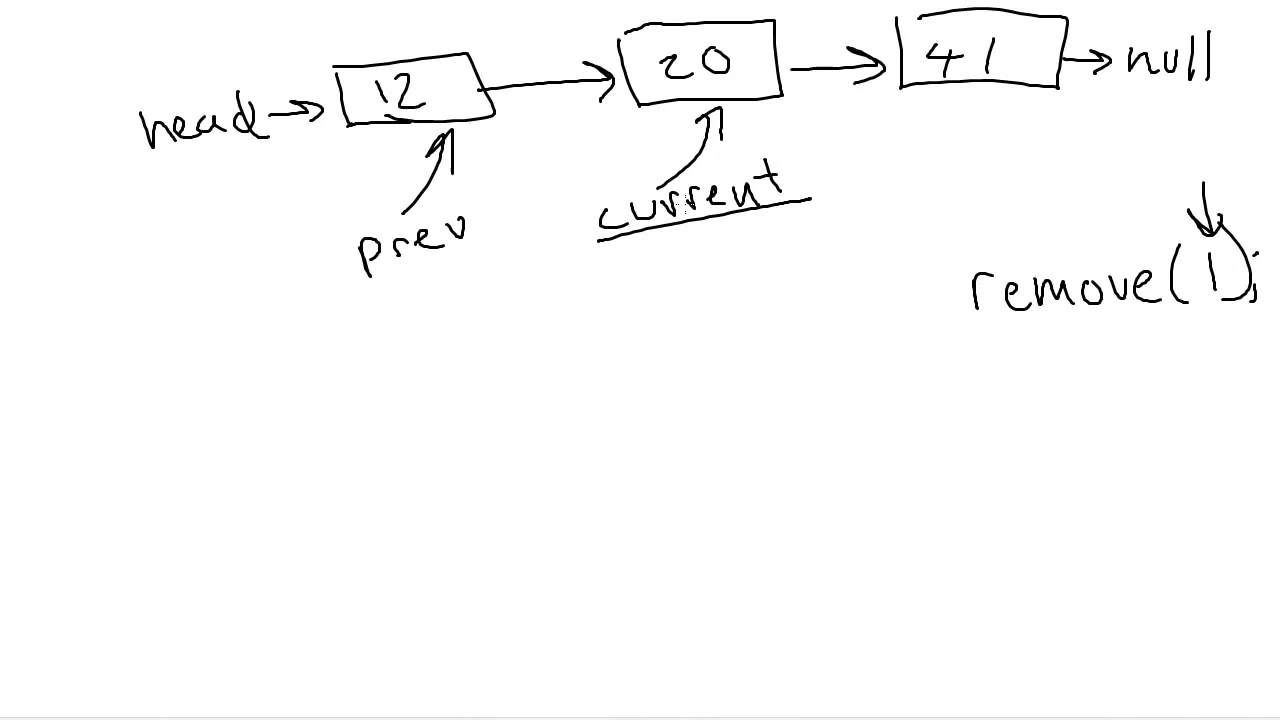 head → 12 → 20 → 41 → null
prev current
remove(1);